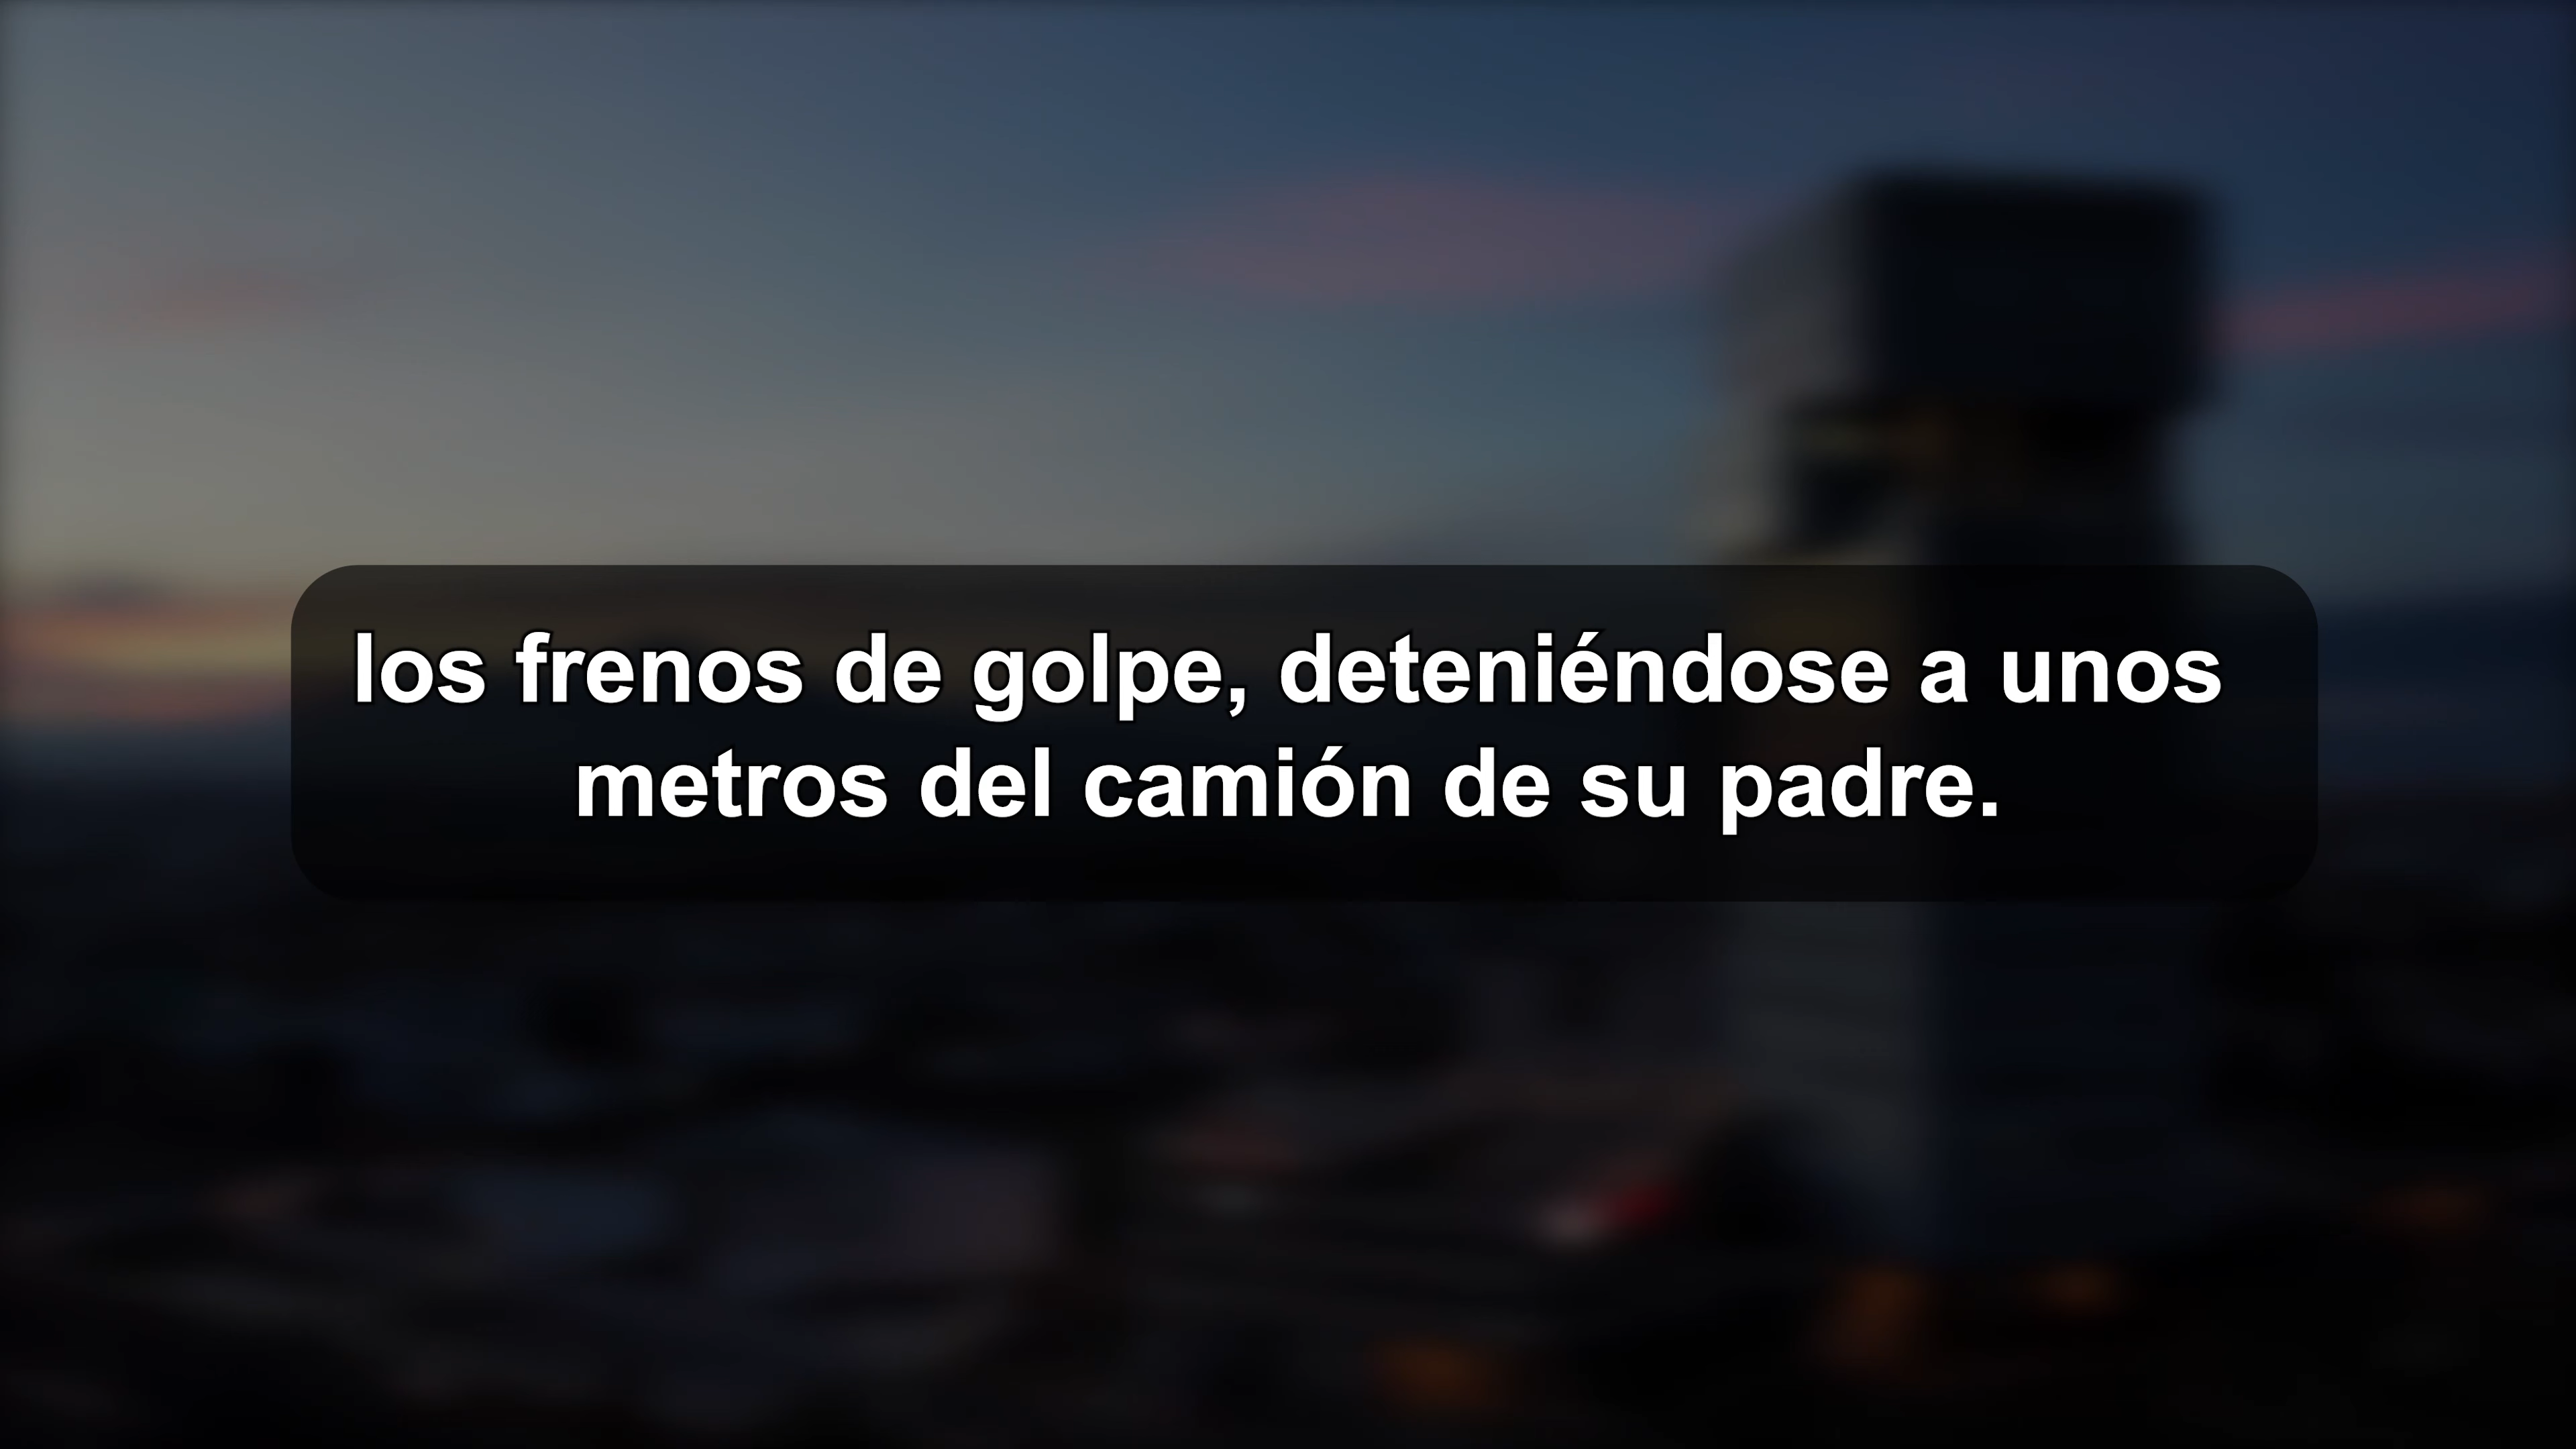 los frenos de golpe, deteniéndose a unos
metros del camión de su padre.